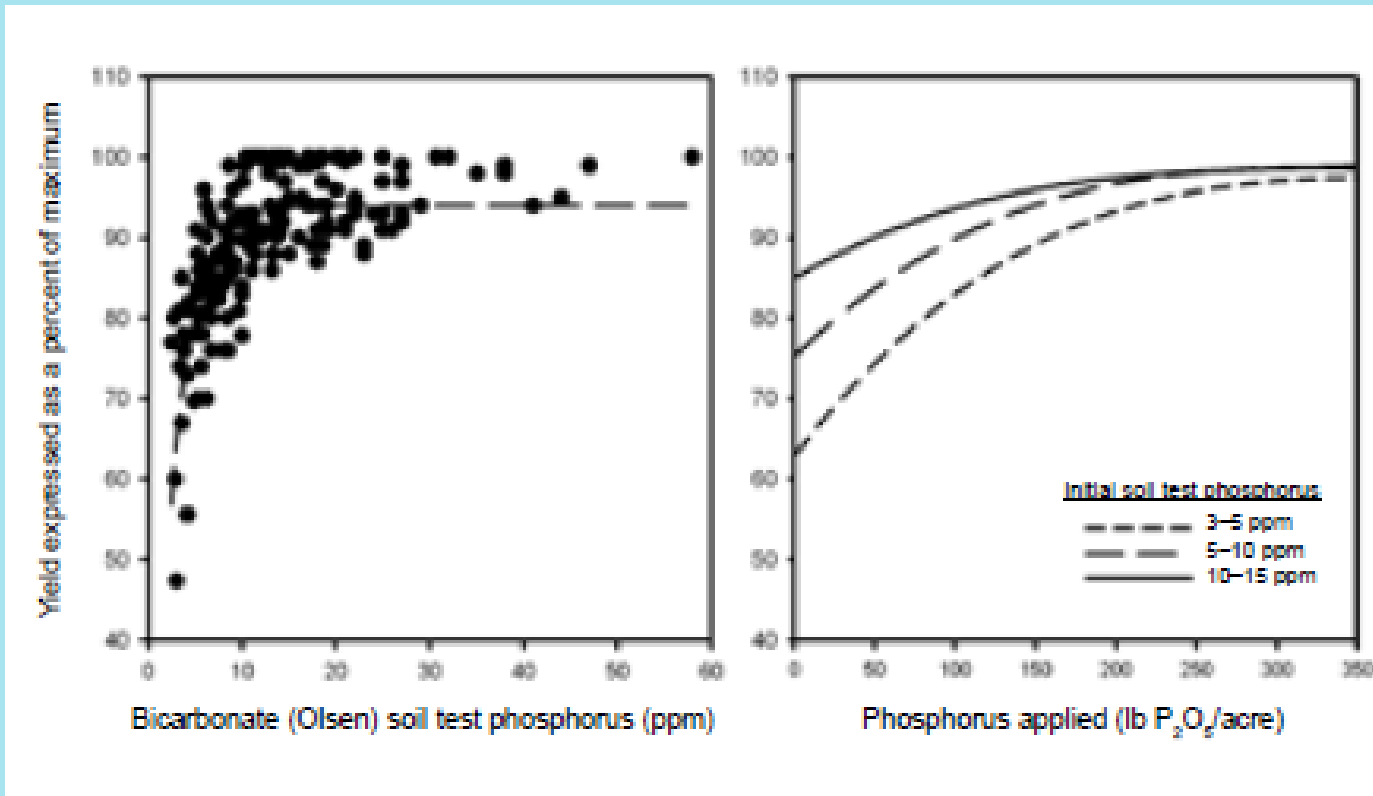 Yield expressed as a percent of maximum
110
100
90
80
70
60
50
40
0 10 20 30 40 50 60
Bicarbonate (Olsen) soil test phosphorus (ppm)
110
100
90
80
70
60
50
40
0 50 100 150 200 250 300 350
Phosphorus applied (lb P₂O₅/acre)
Initial soil test phosphorus
3–5 ppm
5–10 ppm
10–15 ppm